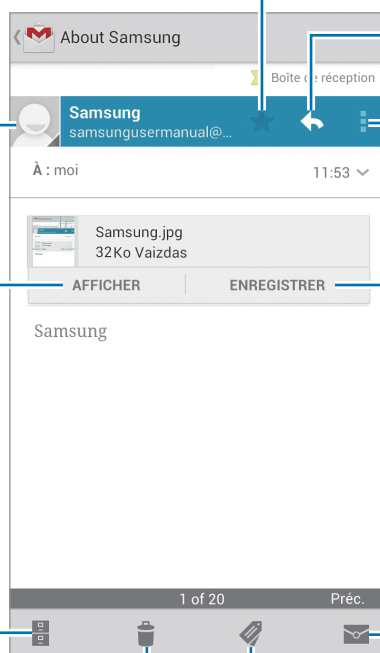 About Samsung
Boîte de réception
Samsung
samsungusermanual@...
À : moi
11:53
Samsung.jpg
32Ko Vaizdas
AFFICHER
ENREGISTRER
Samsung
1 of 20
Préc.